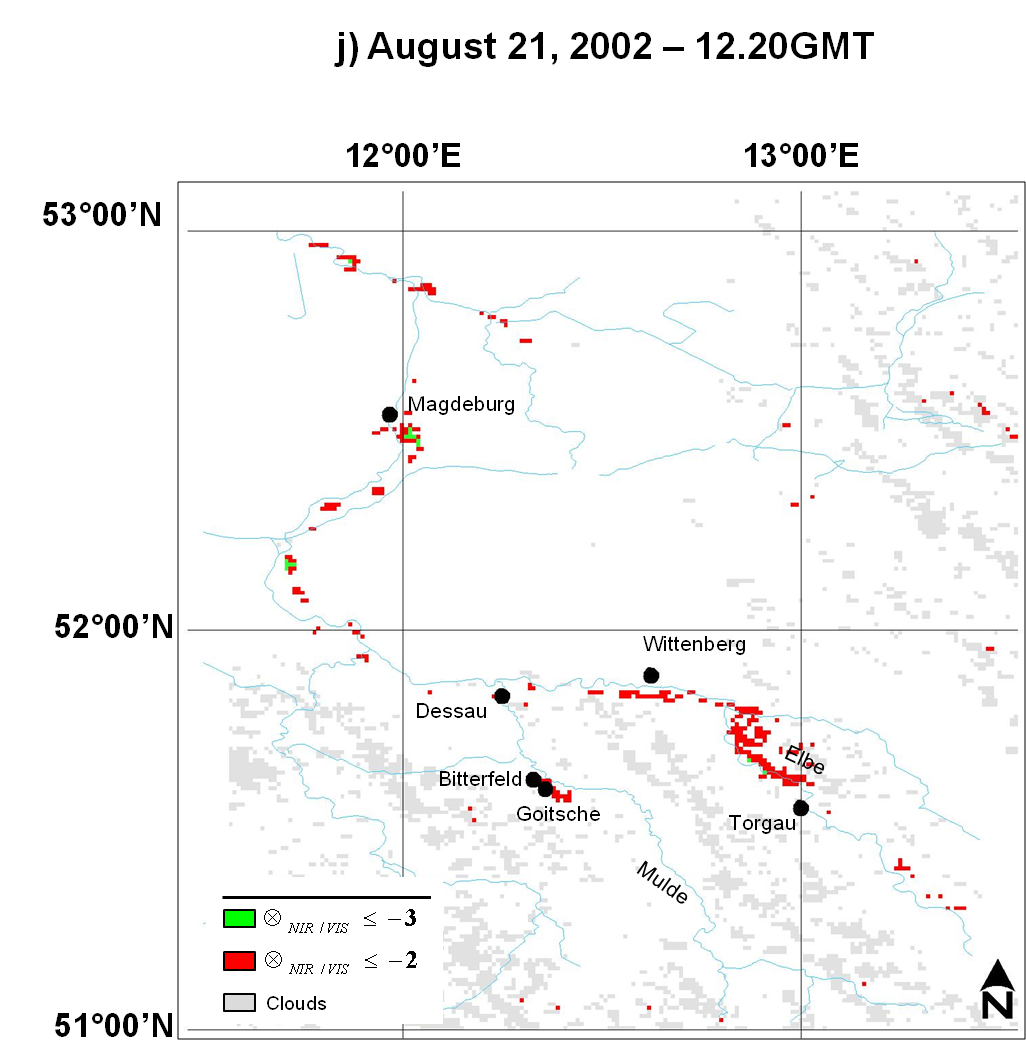 j) August 21, 2002 – 12.20GMT
12°00’E
13°00’E
53°00’N
Magdeburg
52°00’N
Wittenberg
Dessau
Elbe
Bitterfeld
Goitsche
Torgau
Mulde
⊗ NIR / VIS ≤ −3
⊗ NIR / VIS ≤ −2
Clouds
N
51°00’N